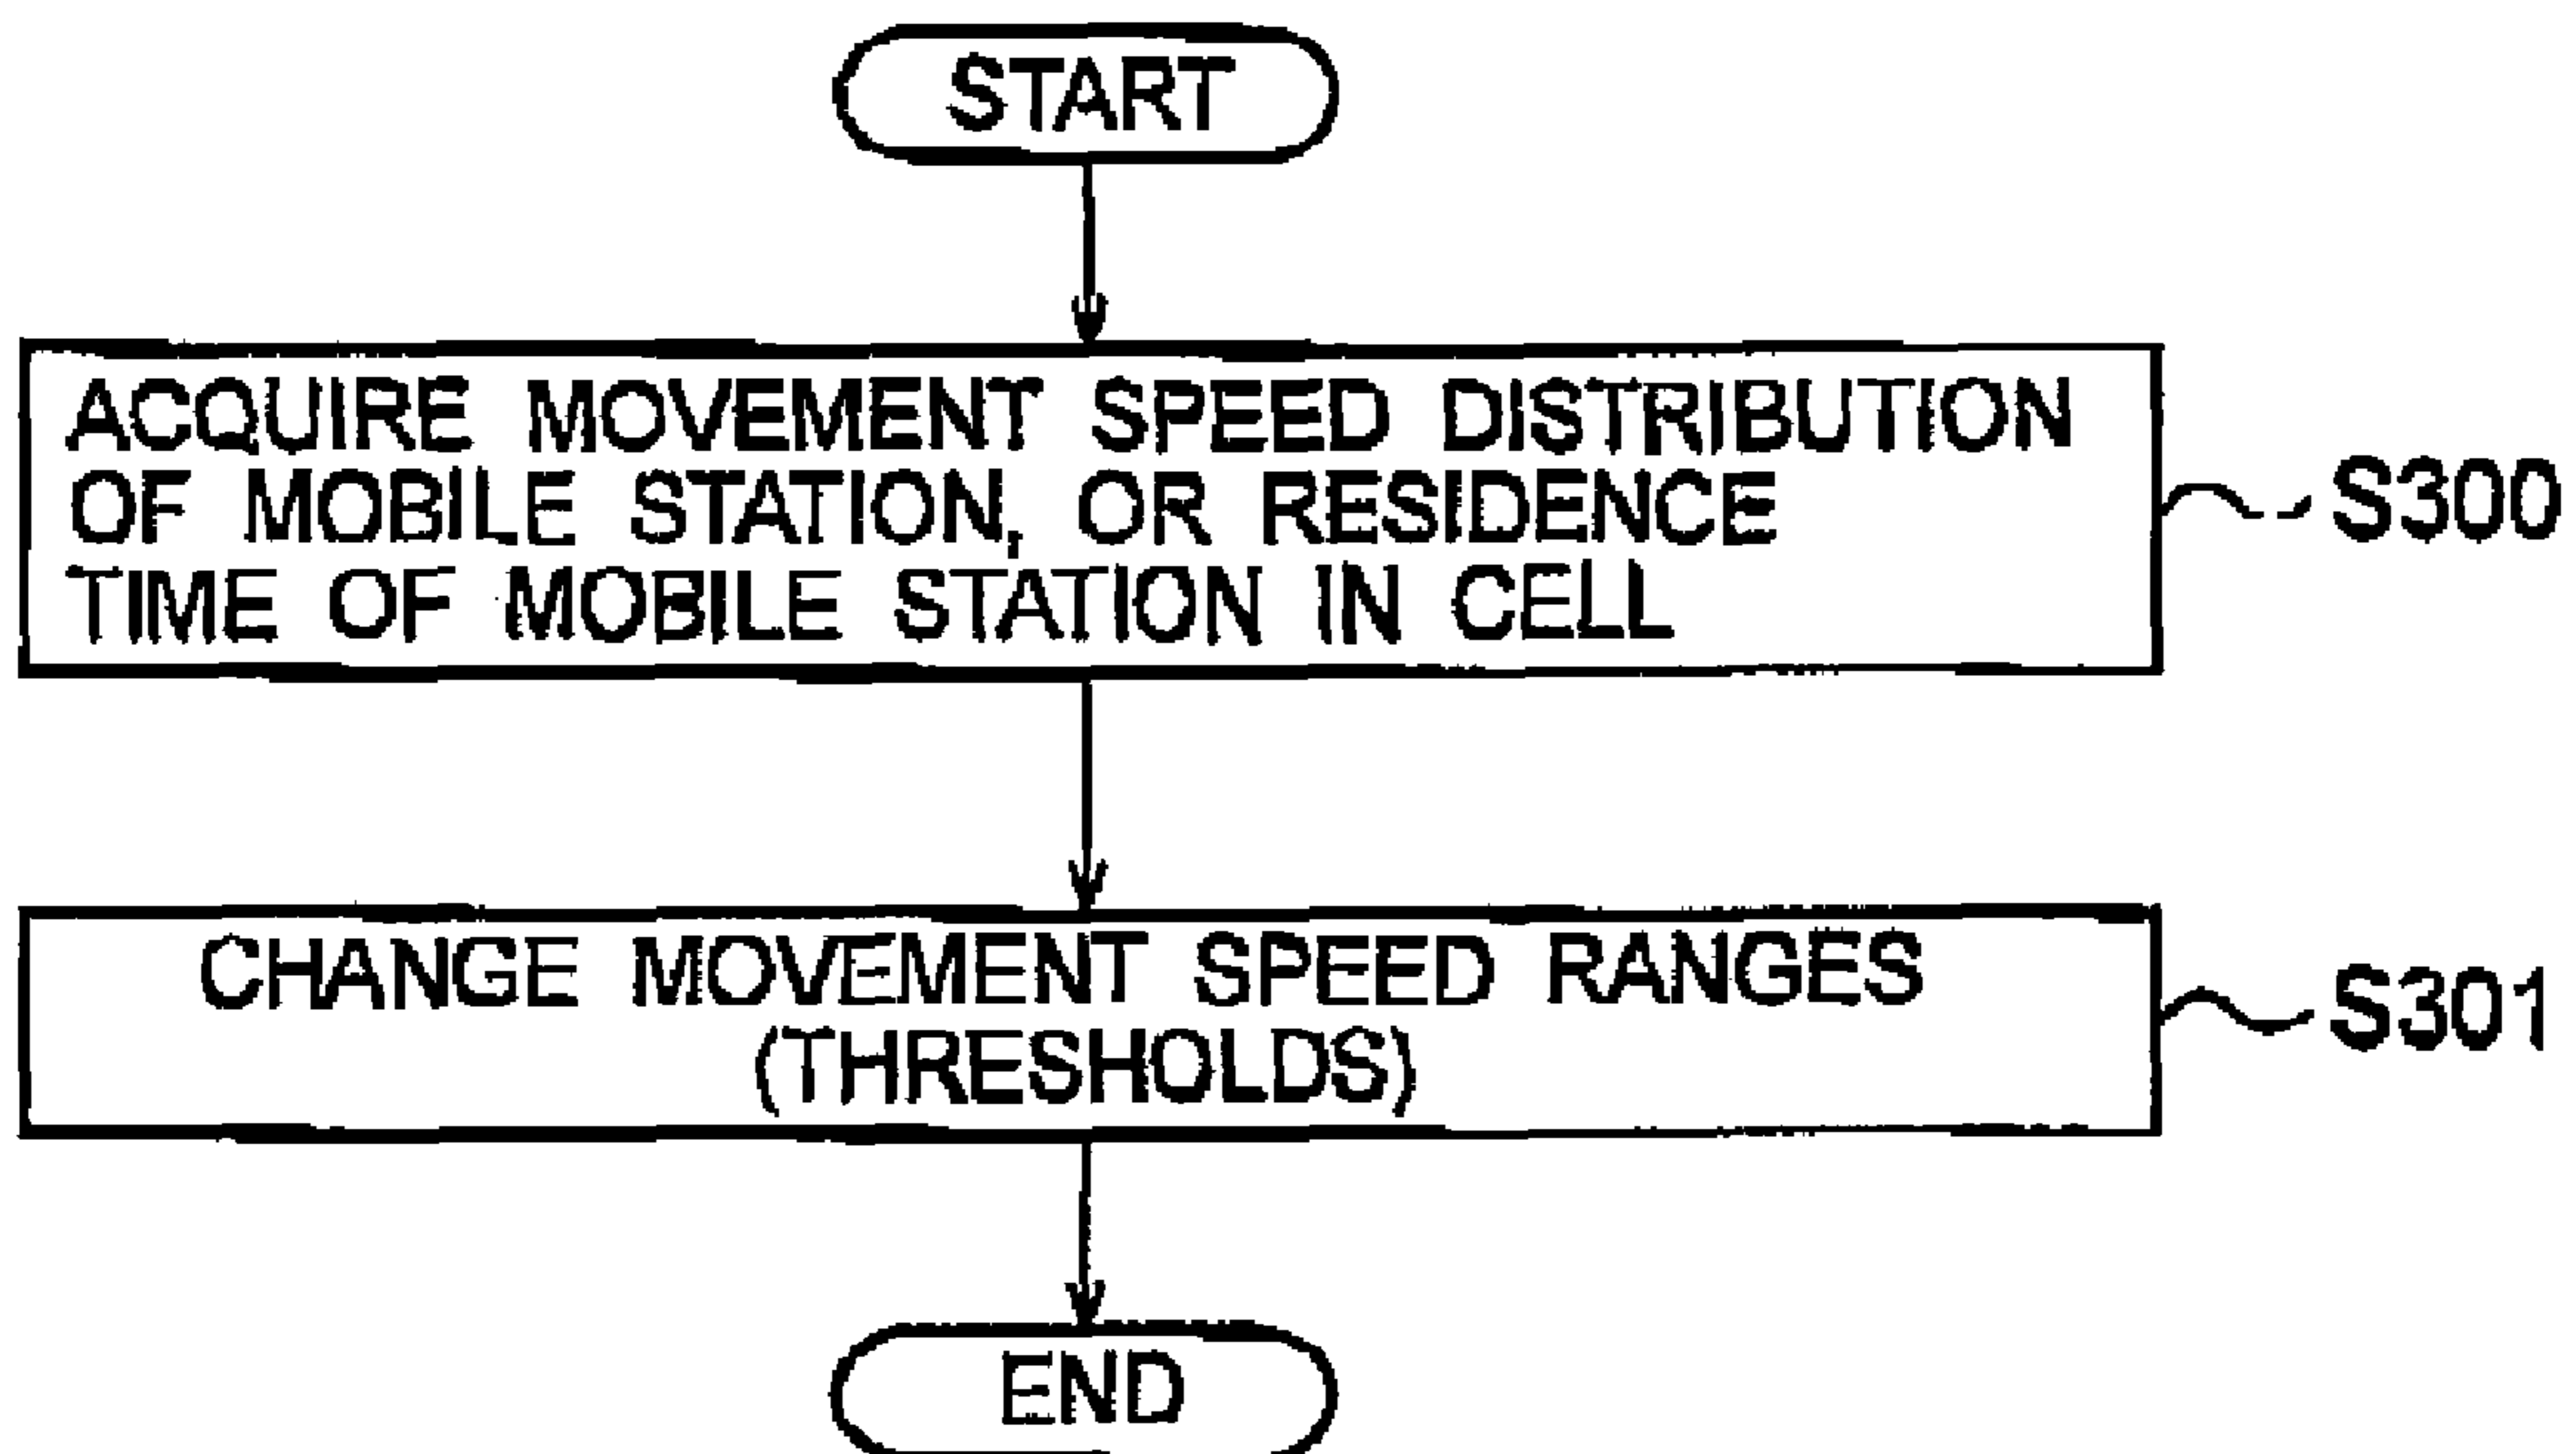 START
ACQUIRE MOVEMENT SPEED DISTRIBUTION
OF MOBILE STATION, OR RESIDENCE
TIME OF MOBILE STATION IN CELL
S300
CHANGE MOVEMENT SPEED RANGES
(THRESHOLDS)
S301
END